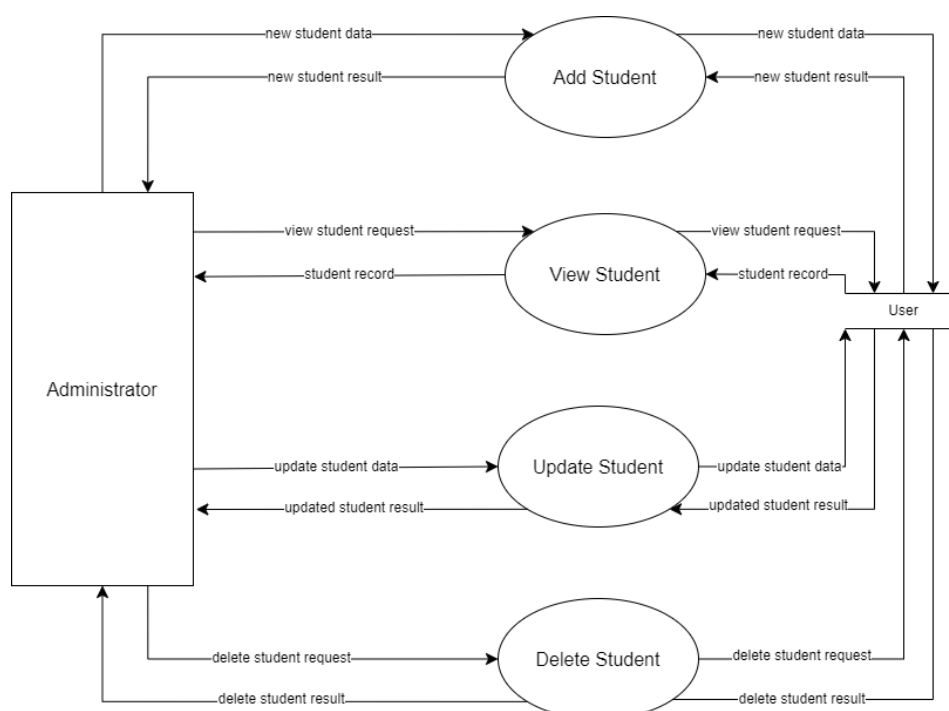 new student data
new student data
new student result
Add Student
new student result
view student request
view student request
student record
View Student
student record
User
Administrator
update student data
Update Student
update student data
updated student result
updated student result
delete student request
Delete Student
delete student request
delete student result
delete student result